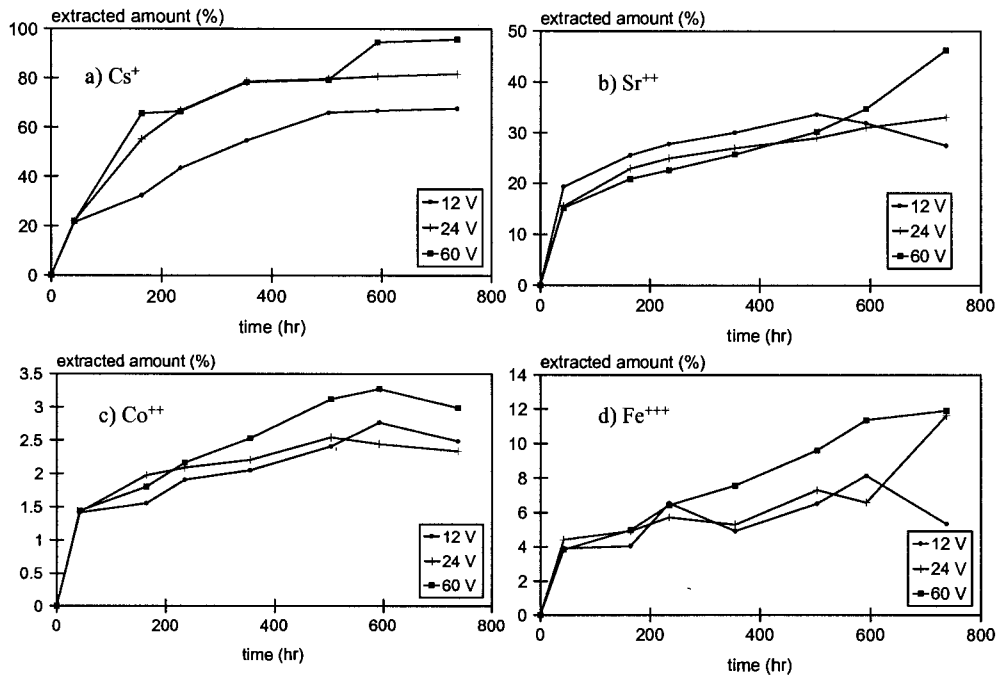 extracted amount (%)
100
80
60
40
20
0
a) Cs⁺
12 V
24 V
60 V
0 200 400 600 800
time (hr)
extracted amount (%)
50
40
30
20
10
0
b) Sr⁺⁺
12 V
24 V
60 V
0 200 400 600 800
time (hr)
extracted amount (%)
3.5
3
2.5
2
1.5
1
0.5
0
c) Co⁺⁺
12 V
24 V
60 V
0 200 400 600 800
time (hr)
extracted amount (%)
14
12
10
8
6
4
2
0
d) Fe⁺⁺⁺
12 V
24 V
60 V
0 200 400 600 800
time (hr)